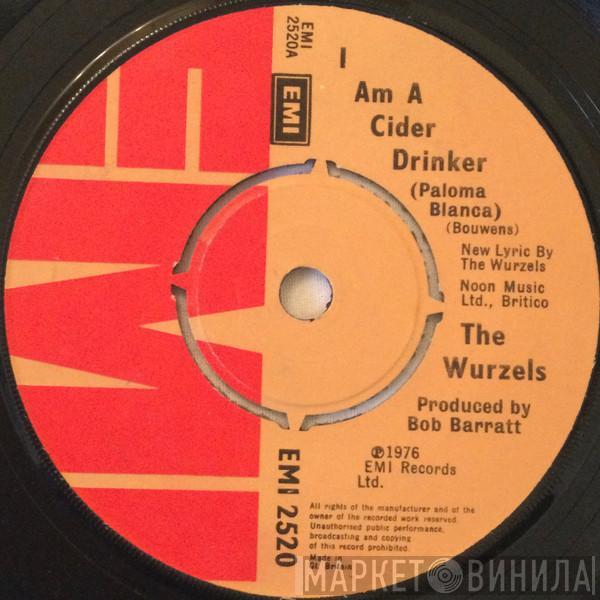 EMI
2520A
EMI
I
Am A
Cider
Drinker
(Paloma
Blanca)
(Bouwens)
New Lyric By
The Wurzels
Noon Music
Ltd., Britico
The
Wurzels
Produced by
Bob Barratt
℗1976
EMI Records
Ltd.
EMI 2520
All rights of the manufacturer and of the
owner of the recorded work reserved.
Unauthorised public performance,
broadcasting and copying
of this record prohibited.
Made in
Gt. Britain
EMI
МАРКЕТ ВИНИЛА